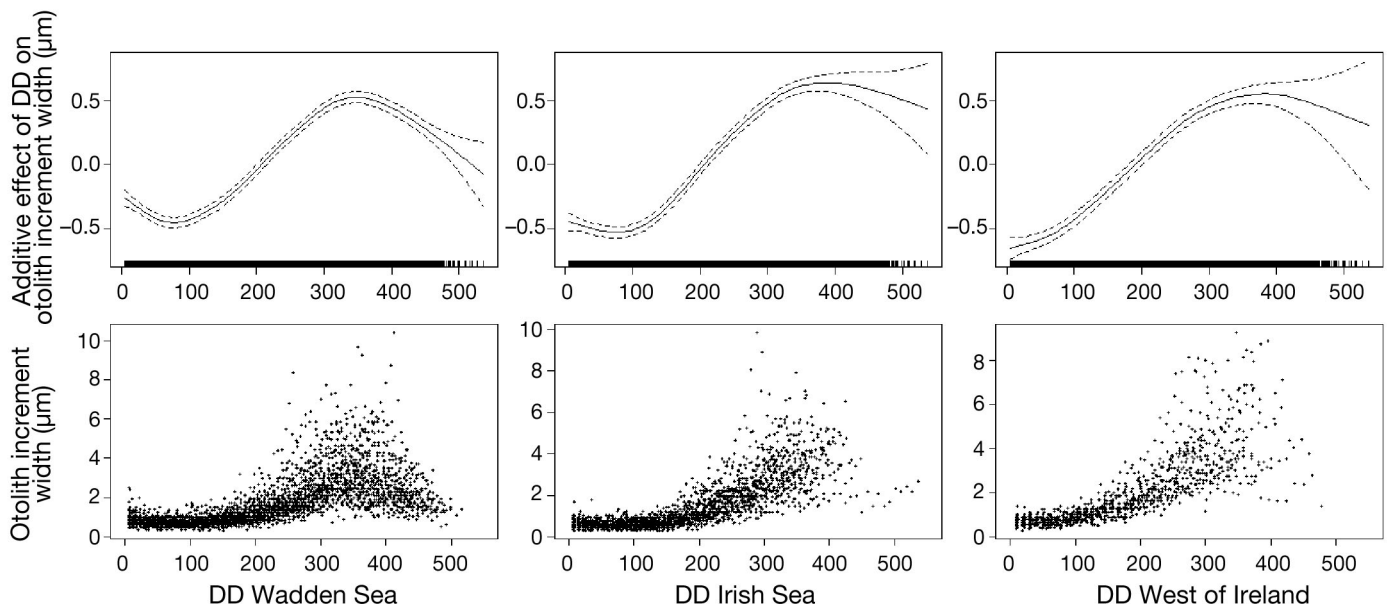 Additive effect of DD on
otolith increment width (µm)
0.5
0.0
−0.5
0 100 200 300 400 500
0.5
0.0
−0.5
0 100 200 300 400 500
0.5
0.0
−0.5
0 100 200 300 400 500
Otolith increment
width (µm)
10
8
6
4
2
0
0 100 200 300 400 500
DD Wadden Sea
10
8
6
4
2
0
0 100 200 300 400 500
DD Irish Sea
8
6
4
2
0
0 100 200 300 400 500
DD West of Ireland